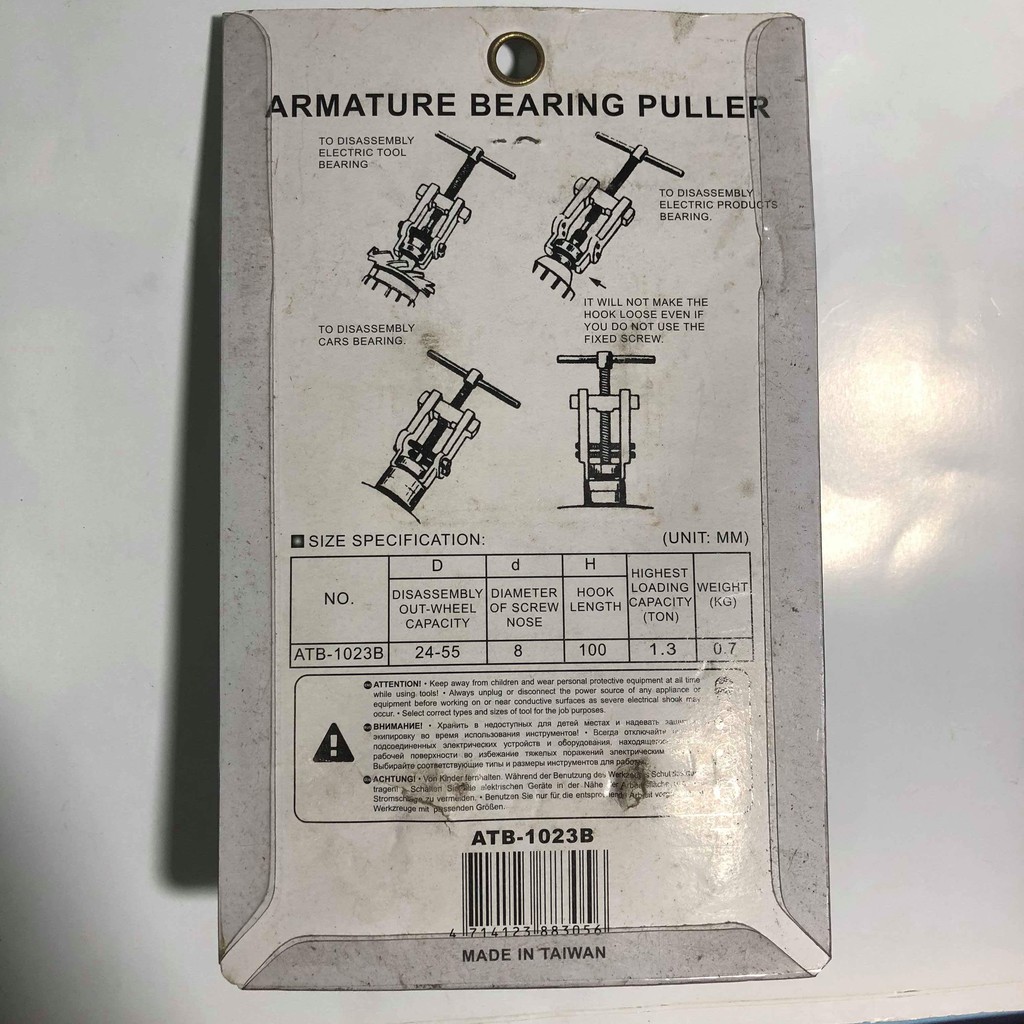 ARMATURE BEARING PULLER
TO DISASSEMBLY
ELECTRIC TOOL
BEARING
TO DISASSEMBLY
ELECTRIC PRODUCTS
BEARING.
IT WILL NOT MAKE THE
HOOK LOOSE EVEN IF
YOU DO NOT USE THE
FIXED SCREW.
TO DISASSEMBLY
CARS BEARING.
SIZE SPECIFICATION: (UNIT: MM)
NO. D d H HIGHEST LOADING CAPACITY (TON) WEIGHT (KG)
DISASSEMBLY OUT-WHEEL CAPACITY DIAMETER OF SCREW NOSE HOOK LENGTH
ATB-1023B 24-55 8 100 1.3 0.7
ATTENTION! • Keep away from children and wear personal protective equipment at all time
while using tools! • Always unplug or disconnect the power source of any appliance or
equipment before working on or near conductive surfaces as severe electrical shock may
occur. • Select correct types and sizes of tool for the job purposes.
ВНИМАНИЕ! • Хранить в недоступных для детей местах и надевать
экипировку во время использования инструментов! • Всегда отключайте
подсоединенных электрических устройств и оборудования,
рабочей поверхности во избежание тяжелых поражений электрическим
Выбирайте соответствующие типы и размеры инструментов для
ACHTUNG! • Von Kinder fernhalten. Während der Benutzung des
tragen! • Sie alle elektrischen Geräte in der Nähe der
Stromschläge zu vermeiden. • Benutzen Sie nur für die
Werkzeuge mit passenden Größen.
ATB-1023B
4 714123 883056
MADE IN TAIWAN